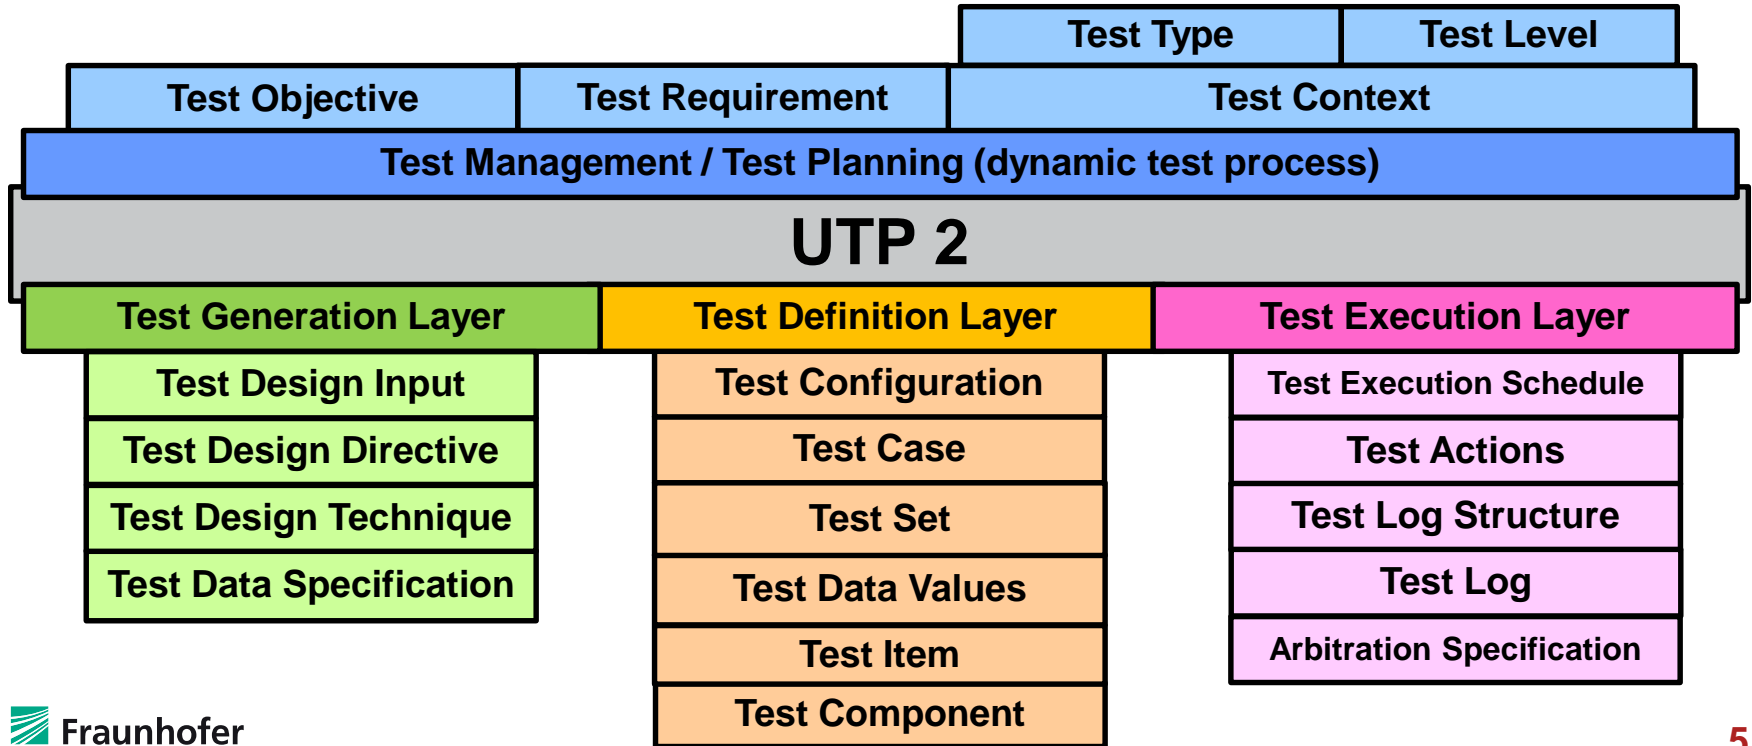 Test Type
Test Level
Test Objective
Test Requirement
Test Context
Test Management / Test Planning (dynamic test process)
UTP 2
Test Generation Layer
Test Definition Layer
Test Execution Layer
Test Design Input
Test Design Directive
Test Design Technique
Test Data Specification
Test Configuration
Test Case
Test Set
Test Data Values
Test Item
Test Component
Test Execution Schedule
Test Actions
Test Log Structure
Test Log
Arbitration Specification
Fraunhofer
5